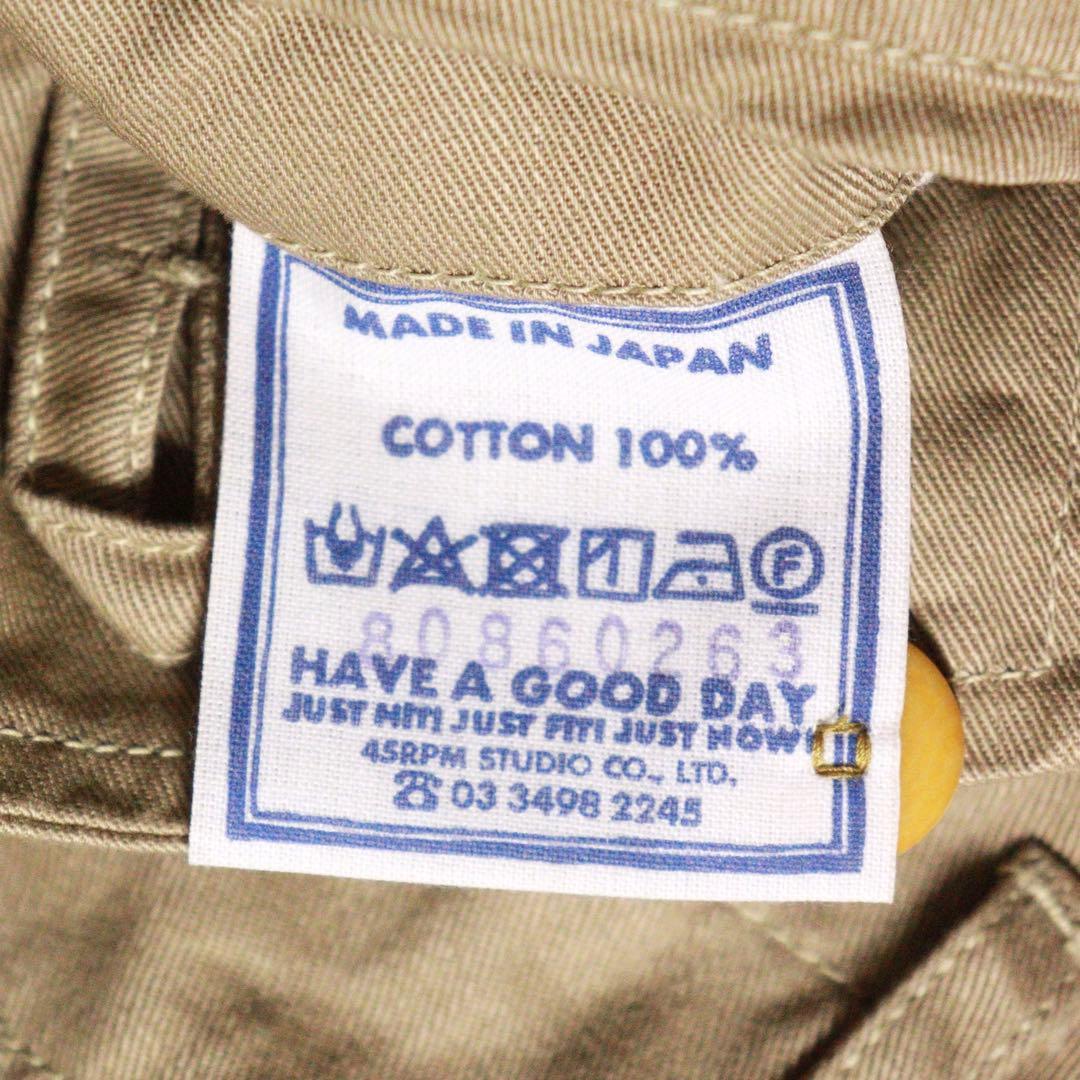 MADE IN JAPAN
COTTON 100%
F
80860263
HAVE A GOOD DAY
JUST HIT! JUST FIT! JUST NOW!
45RPM STUDIO CO., LTD,
☎ 03 3498 2245